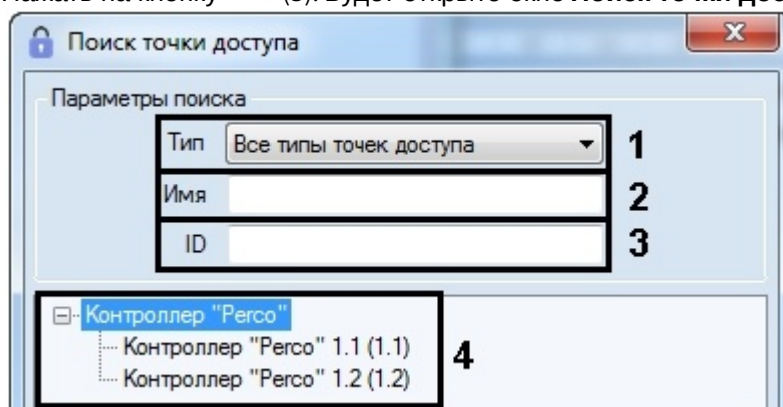 Поиск точки доступа
Параметры поиска
Тип Все типы точек доступа 1
Имя 2
ID 3
Контроллер "Perco"
Контроллер "Perco" 1.1 (1.1)
4
Контроллер "Perco" 1.2 (1.2)